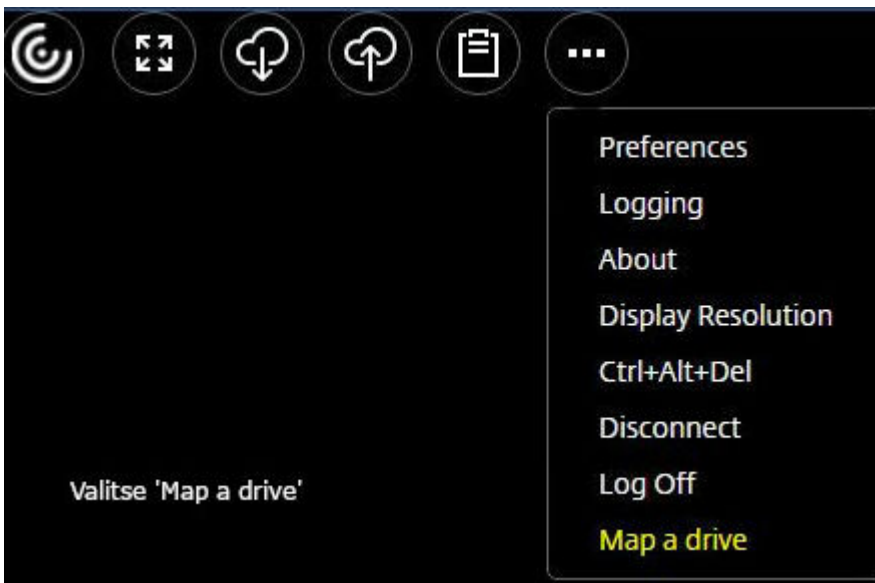 Preferences
Logging
About
Display Resolution
Ctrl+Alt+Del
Disconnect
Log Off
Valitse 'Map a drive'
Map a drive